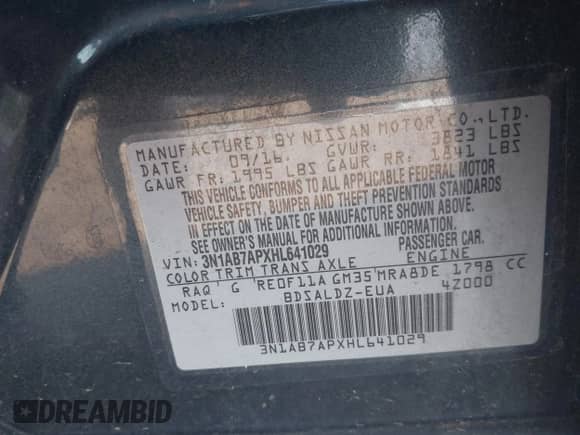 MANUFACTURED BY NISSAN MOTOR CO., LTD.
DATE: 09/16. GVWR: 3823 LBS
GAWR FR: 1995 LBS GAWR RR: 1841 LBS
THIS VEHICLE CONFORMS TO ALL APPLICABLE FEDERAL MOTOR
VEHICLE SAFETY, BUMPER AND THEFT PREVENTION STANDARDS
IN EFFECT ON THE DATE OF MANUFACTURE SHOWN ABOVE.
SEE OWNER'S MANUAL FOR ADDITIONAL INFORMATION.
VIN: 3N1AB7APXHL641029 PASSENGER CAR.
COLOR TRIM TRANS AXLE ENGINE
RAQ G RE0F11A GM35 MRA8DE 1798 CC
BDSALDZ-EUA 4Z000
3N1AB7APXHL641029
DREAMBID